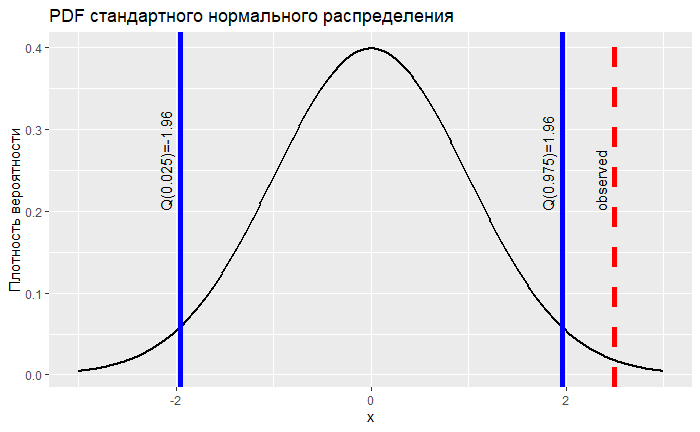 PDF стандартного нормального распределения
Плотность вероятности
0.4
0.3
0.2
0.1
0.0
Q(0.025)=-1.96
Q(0.975)=1.96
observed
-2
0
2
x